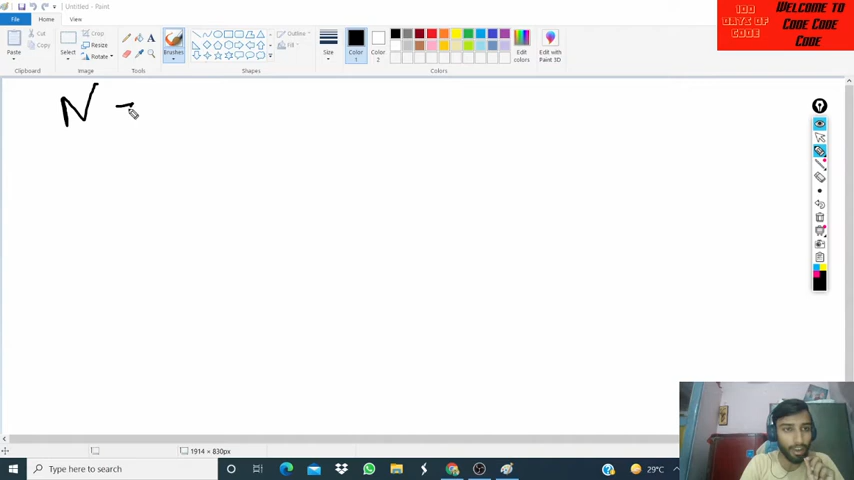 Untitled - Paint
File
Home
View
Paste
Cut
Copy
Clipboard
Select
Crop
Resize
Rotate
Image
A
Tools
Brushes
Shapes
Outline
Fill
Size
Color
1
Color
2
Edit
colors
Edit with
Paint 3D
Colors
100
DAYS OF
CODE
WELCOME TO
CODE CODE
CODE
N -
1914 × 830px
Type here to search
29°C